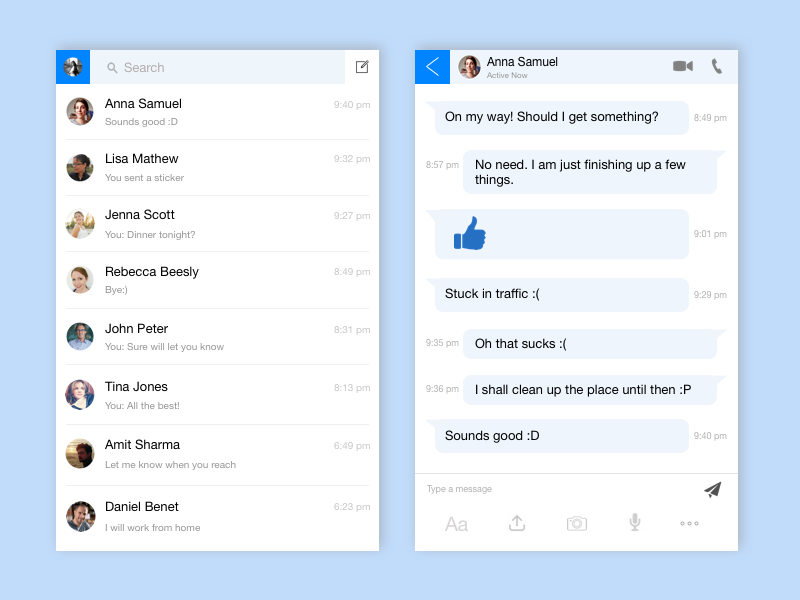 Search
Anna Samuel
9:40 pm
Sounds good :D
Lisa Mathew
9:32 pm
You sent a sticker
Jenna Scott
9:27 pm
You: Dinner tonight?
Rebecca Beesly
8:49 pm
Bye:)
John Peter
8:31 pm
You: Sure will let you know
Tina Jones
8:13 pm
You: All the best!
Amit Sharma
6:49 pm
Let me know when you reach
Daniel Benet
6:23 pm
I will work from home
Anna Samuel
Active Now
On my way! Should I get something?
8:49 pm
8:57 pm
No need. I am just finishing up a few
things.
9:01 pm
Stuck in traffic :(
9:29 pm
9:35 pm
Oh that sucks :(
9:36 pm
I shall clean up the place until then :P
Sounds good :D
9:40 pm
Type a message
Aa